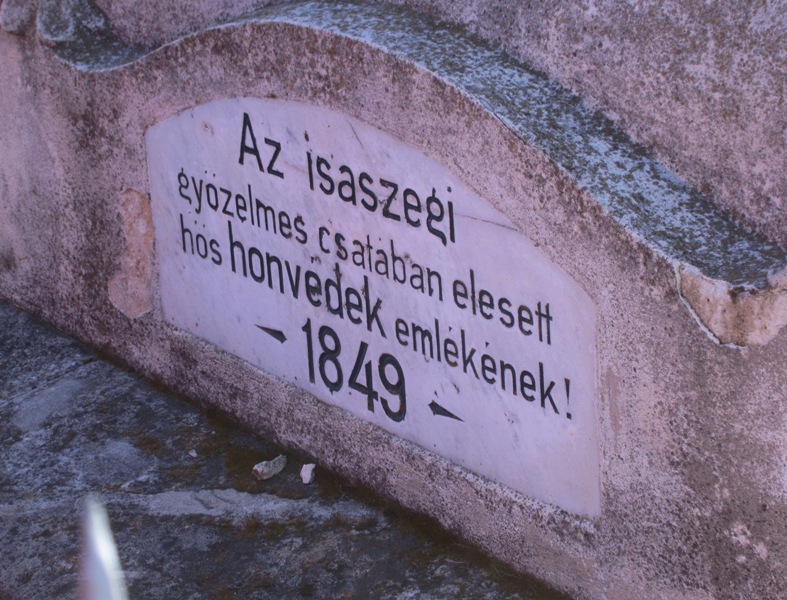 Az isaszegi
győzelmes csatában elesett
hős honvédek emlékének!
1849